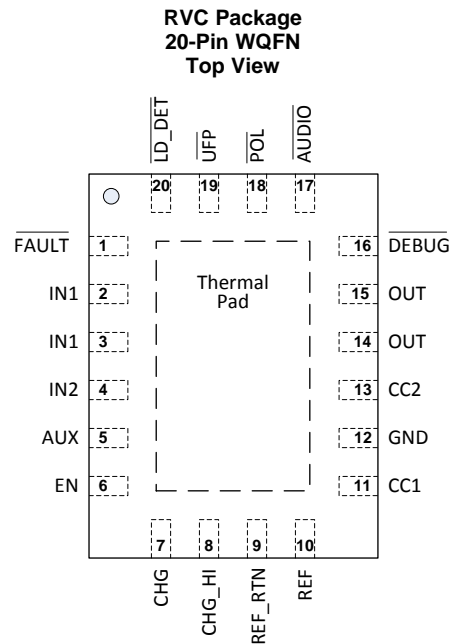 RVC Package
20-Pin WQFN
Top View
LD_DET
UFP
POL
AUDIO
20
19
18
17
FAULT
1
16
DEBUG
IN1
2
Thermal
Pad
15
OUT
IN1
3
14
OUT
IN2
4
13
CC2
AUX
5
12
GND
EN
6
11
CC1
7
8
9
10
CHG
CHG_HI
REF_RTN
REF